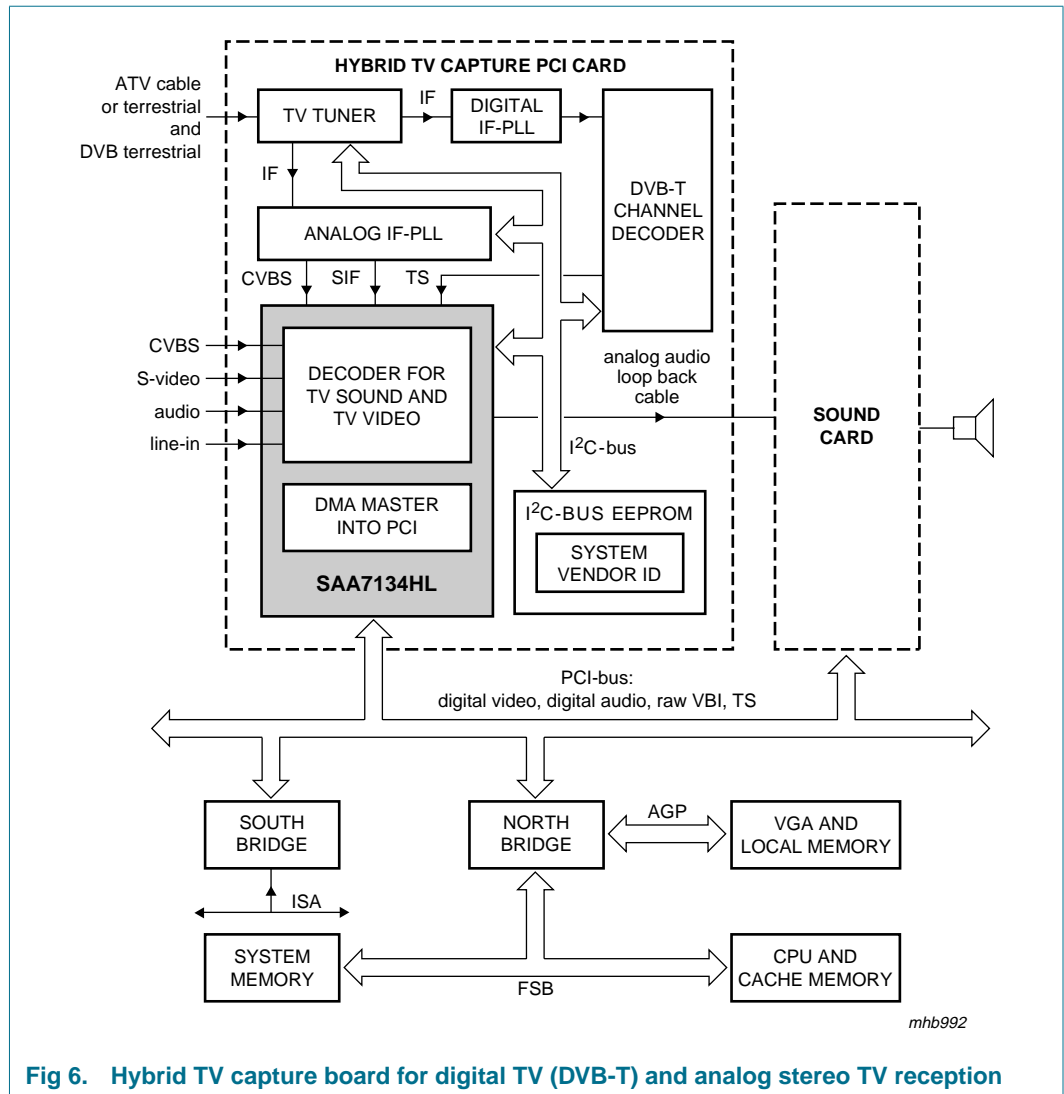 HYBRID TV CAPTURE PCI CARD
ATV cable
or terrestrial
and
DVB terrestrial
TV TUNER
IF
DIGITAL
IF-PLL
DVB-T
CHANNEL
DECODER
IF
ANALOG IF-PLL
CVBS
SIF
TS
CVBS
S-video
audio
line-in
DECODER FOR
TV SOUND AND
TV VIDEO
analog audio
loop back
cable
SOUND
CARD
I2C-bus
DMA MASTER
INTO PCI
SAA7134HL
I2C-BUS EEPROM
SYSTEM
VENDOR ID
PCI-bus:
digital video, digital audio, raw VBI, TS
SOUTH
BRIDGE
NORTH
BRIDGE
AGP
VGA AND
LOCAL MEMORY
ISA
SYSTEM
MEMORY
FSB
CPU AND
CACHE MEMORY
mhb992
Fig 6. Hybrid TV capture board for digital TV (DVB-T) and analog stereo TV reception